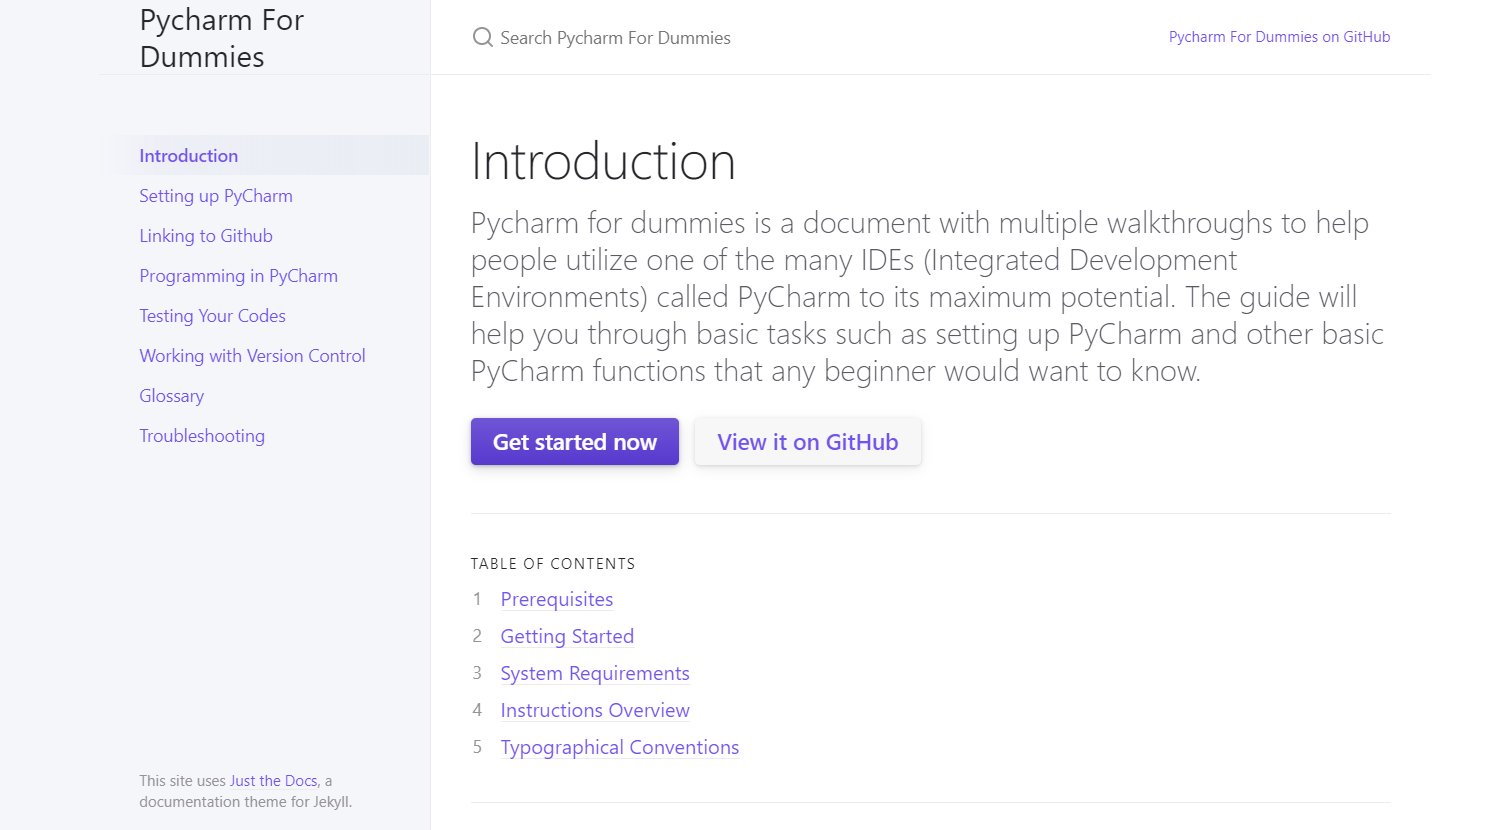 Pycharm For
Dummies
Search Pycharm For Dummies
Pycharm For Dummies on GitHub
Introduction
Setting up PyCharm
Linking to Github
Programming in PyCharm
Testing Your Codes
Working with Version Control
Glossary
Troubleshooting
This site uses Just the Docs, a
documentation theme for Jekyll.
Introduction
Pycharm for dummies is a document with multiple walkthroughs to help
people utilize one of the many IDEs (Integrated Development
Environments) called PyCharm to its maximum potential. The guide will
help you through basic tasks such as setting up PyCharm and other basic
PyCharm functions that any beginner would want to know.
Get started now
View it on GitHub
TABLE OF CONTENTS
1 Prerequisites
2 Getting Started
3 System Requirements
4 Instructions Overview
5 Typographical Conventions